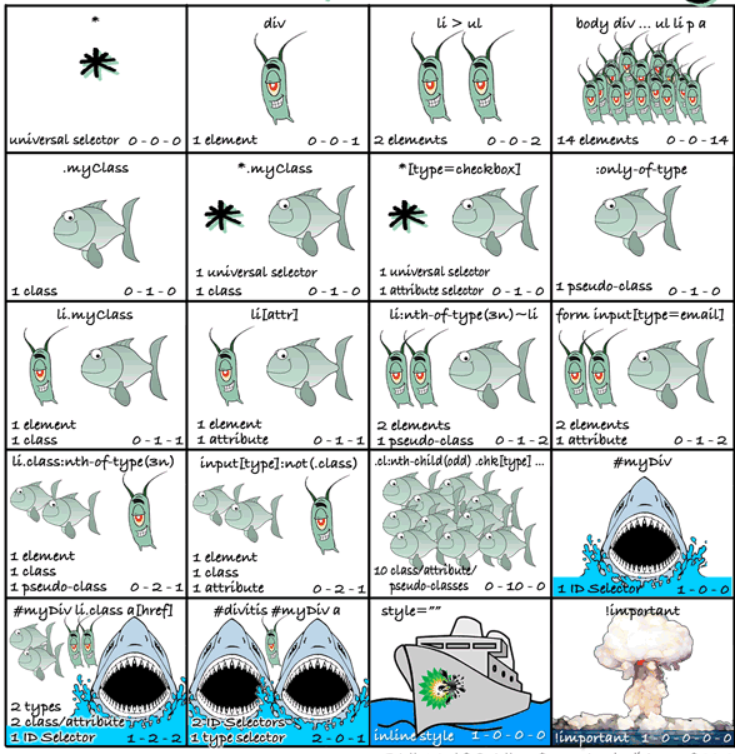 *
universal selector 0-0-0
div
1 element 0-0-1
li > ul
2 elements 0-0-2
body div ... ul li p a
14 elements 0-0-14
.myClass
1 class 0-1-0
*.myClass
1 universal selector
1 class 0-1-0
*[type=checkbox]
1 universal selector
1 attribute selector 0-1-0
:only-of-type
1 pseudo-class 0-1-0
li.myClass
1 element
1 class 0-1-1
li[attr]
1 element
1 attribute 0-1-1
li:nth-of-type(3n)~li
2 elements
1 pseudo-class 0-1-2
form input[type=email]
2 elements
1 attribute 0-1-2
li.class:nth-of-type(3n)
1 element
1 class
1 pseudo-class 0-2-1
input[type]:not(.class)
1 element
1 class
1 attribute 0-2-1
.cl:nth-child(odd) .chk[type] ...
10 class/attribute/
pseudo-classes 0-10-0
#myDiv
1 ID Selector 1-0-0
#myDiv li.class a[href]
2 types
2 class/attribute
1 ID Selector 1-2-2
#divitis #myDiv a
2 ID Selectors
1 type selector 2-0-1
style=""
bp
inline style 1-0-0-0
!important
!important 1-0-0-0-0